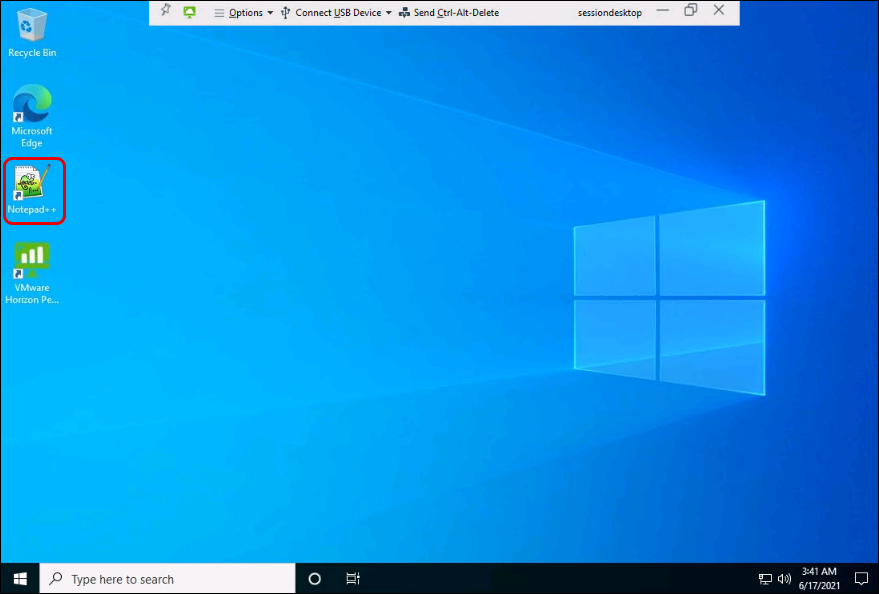 Options
Connect USB Device
Send Ctrl-Alt-Delete
sessiondesktop
Recycle Bin
Microsoft
Edge
Notepad++
VMware
Horizon Pe...
Type here to search
3:41 AM
6/17/2021